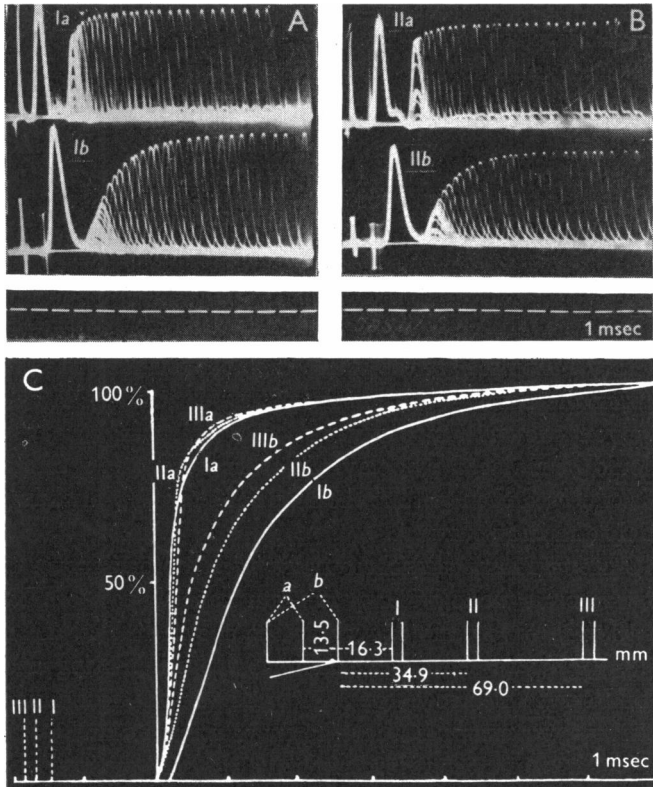 Ia A
Ib
IIa B
IIb
1 msec
C
100%
IIIa
IIa Ia IIIb
IIb
Ib
50%
a b I II III
13·5
16·3 mm
34·9
69·0
III II I
1 msec